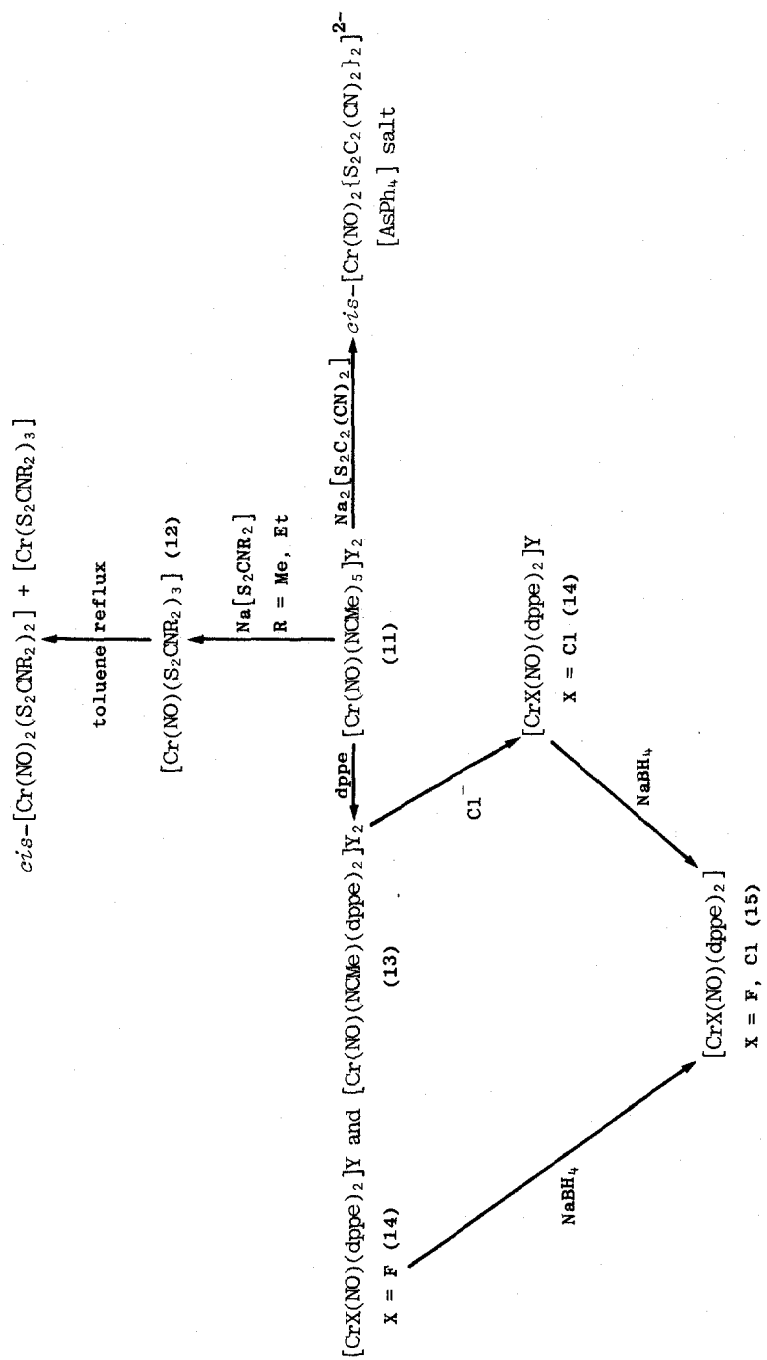 cis-[Cr(NO)₂(S₂CNR₂)₂] + [Cr(S₂CNR₂)₃]
toluene reflux
[Cr(NO)(S₂CNR₂)₃] (12)
Na[S₂CNR₂]
R = Me, Et
[CrX(NO)(dppe)₂]Y and [Cr(NO)(NCMe)(dppe)₂]Y₂
X = F (14)
(13)
dppe
[Cr(NO)(NCMe)₅]Y₂
(11)
Na₂[S₂C₂(CN)₂]
cis-[Cr(NO)₂{S₂C₂(CN)₂}₂]²⁻
[AsPh₄] salt
Cl⁻
[CrX(NO)(dppe)₂]Y
X = Cl (14)
NaBH₄
NaBH₄
[CrX(NO)(dppe)₂]
X = F, Cl (15)